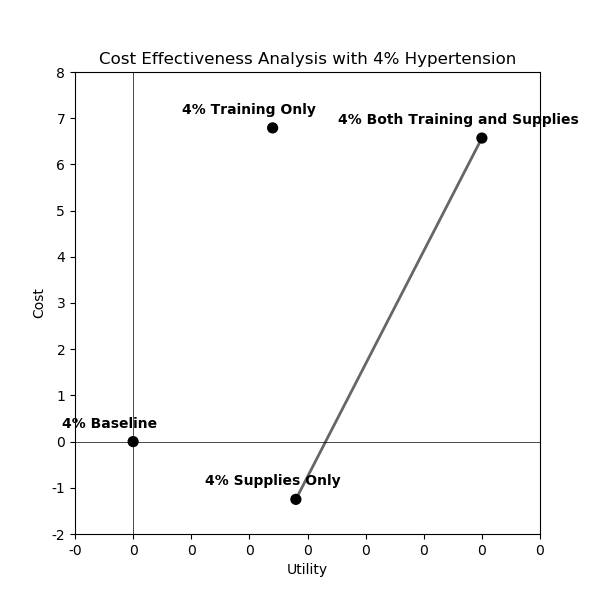 Cost Effectiveness Analysis with 4% Hypertension
8
7
6
5
4
3
2
1
0
-1
-2
Cost
4% Training Only
4% Both Training and Supplies
4% Baseline
4% Supplies Only
-0 0 0 0 0 0 0 0 0
Utility